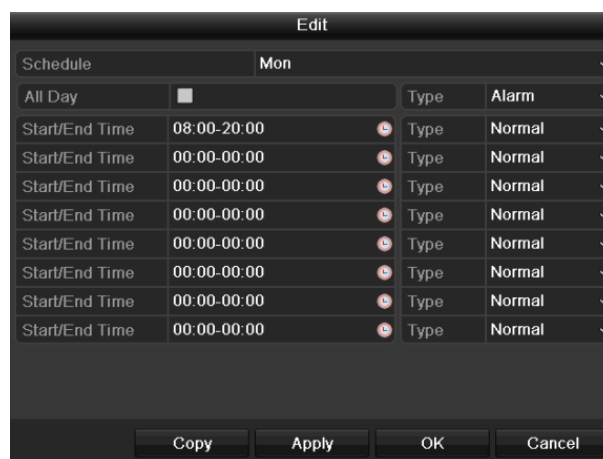 Edit
Schedule Mon
All Day Type Alarm
Start/End Time 08:00-20:00 Type Normal
Start/End Time 00:00-00:00 Type Normal
Start/End Time 00:00-00:00 Type Normal
Start/End Time 00:00-00:00 Type Normal
Start/End Time 00:00-00:00 Type Normal
Start/End Time 00:00-00:00 Type Normal
Start/End Time 00:00-00:00 Type Normal
Start/End Time 00:00-00:00 Type Normal
Copy Apply OK Cancel